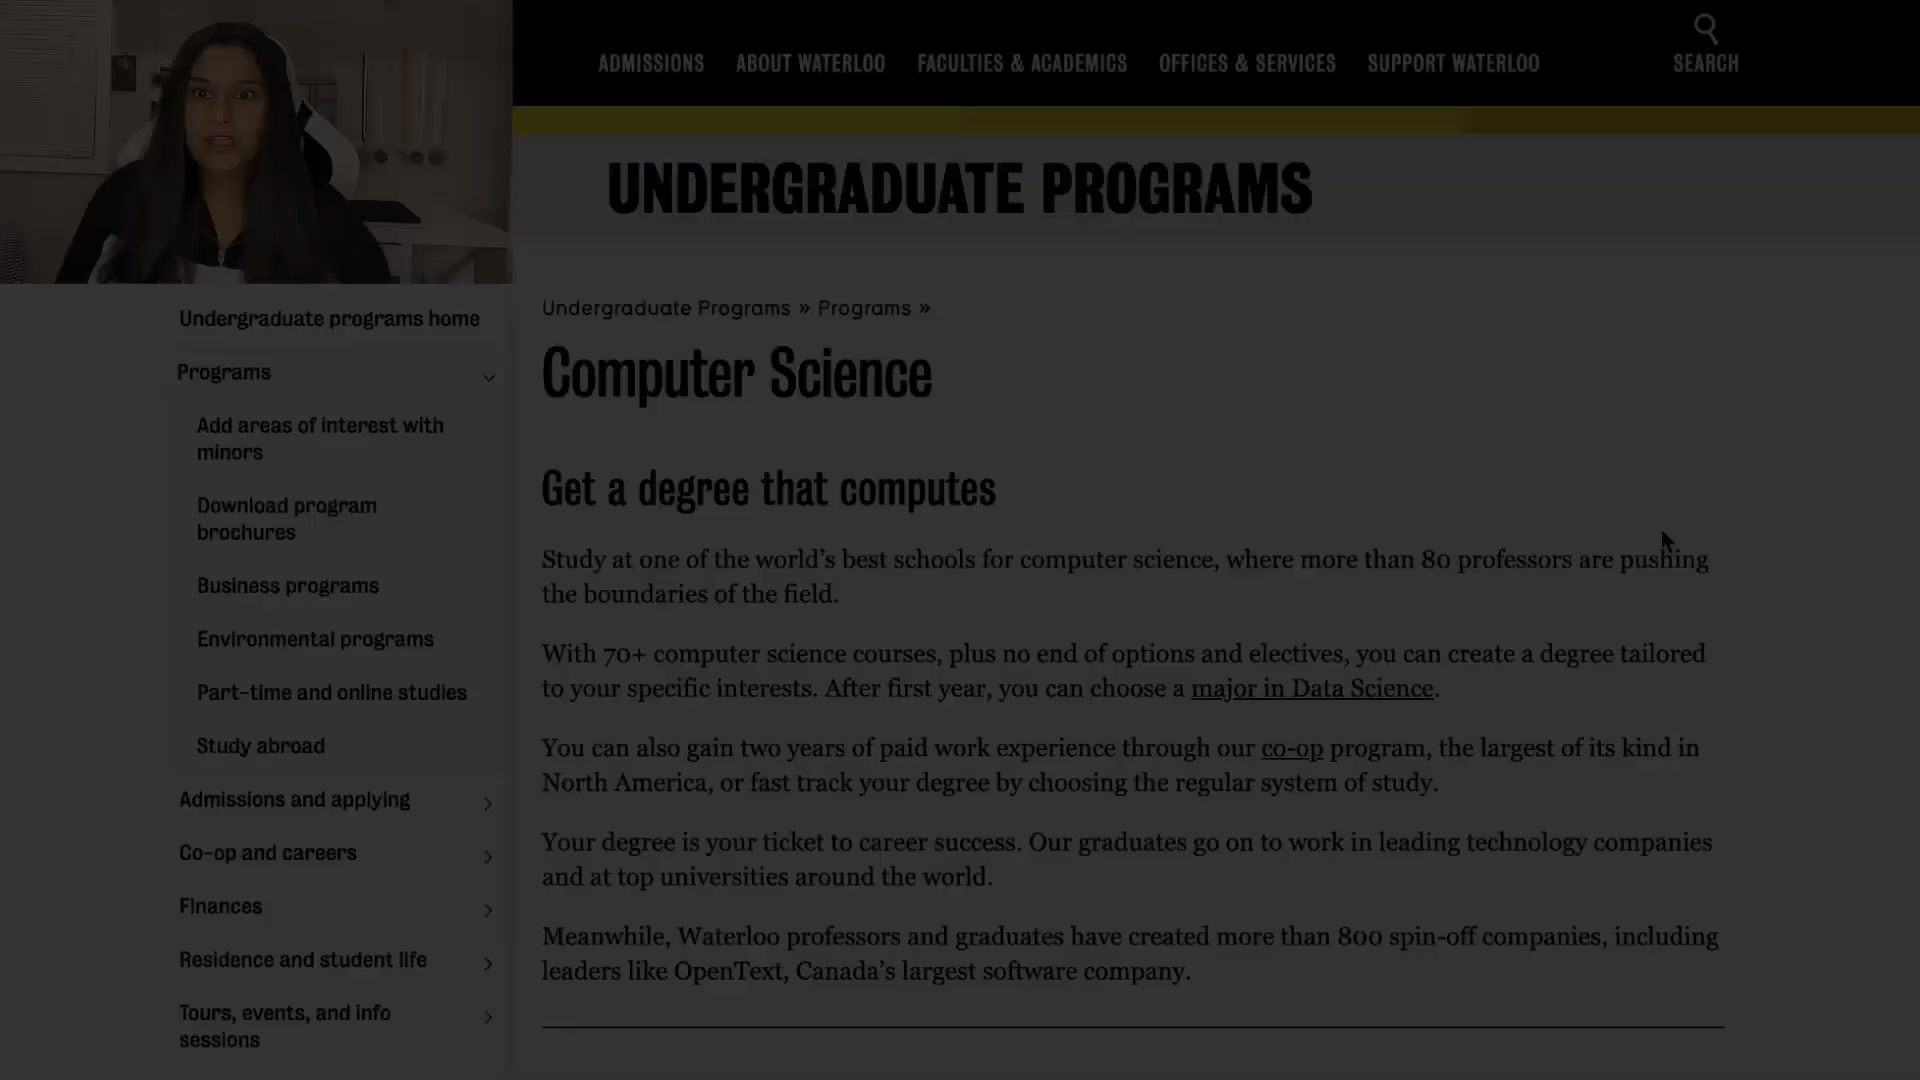 ADMISSIONS ABOUT WATERLOO FACULTIES & ACADEMICS OFFICES & SERVICES SUPPORT WATERLOO SEARCH
UNDERGRADUATE PROGRAMS
Undergraduate programs home
Programs
Add areas of interest with
minors
Download program
brochures
Business programs
Environmental programs
Part-time and online studies
Study abroad
Admissions and applying
Co-op and careers
Finances
Residence and student life
Tours, events, and info
sessions
Undergraduate Programs » Programs »
Computer Science
Get a degree that computes
Study at one of the world's best schools for computer science, where more than 80 professors are pushing
the boundaries of the field.
With 70+ computer science courses, plus no end of options and electives, you can create a degree tailored
to your specific interests. After first year, you can choose a major in Data Science.
You can also gain two years of paid work experience through our co-op program, the largest of its kind in
North America, or fast track your degree by choosing the regular system of study.
Your degree is your ticket to career success. Our graduates go on to work in leading technology companies
and at top universities around the world.
Meanwhile, Waterloo professors and graduates have created more than 800 spin-off companies, including
leaders like OpenText, Canada's largest software company.